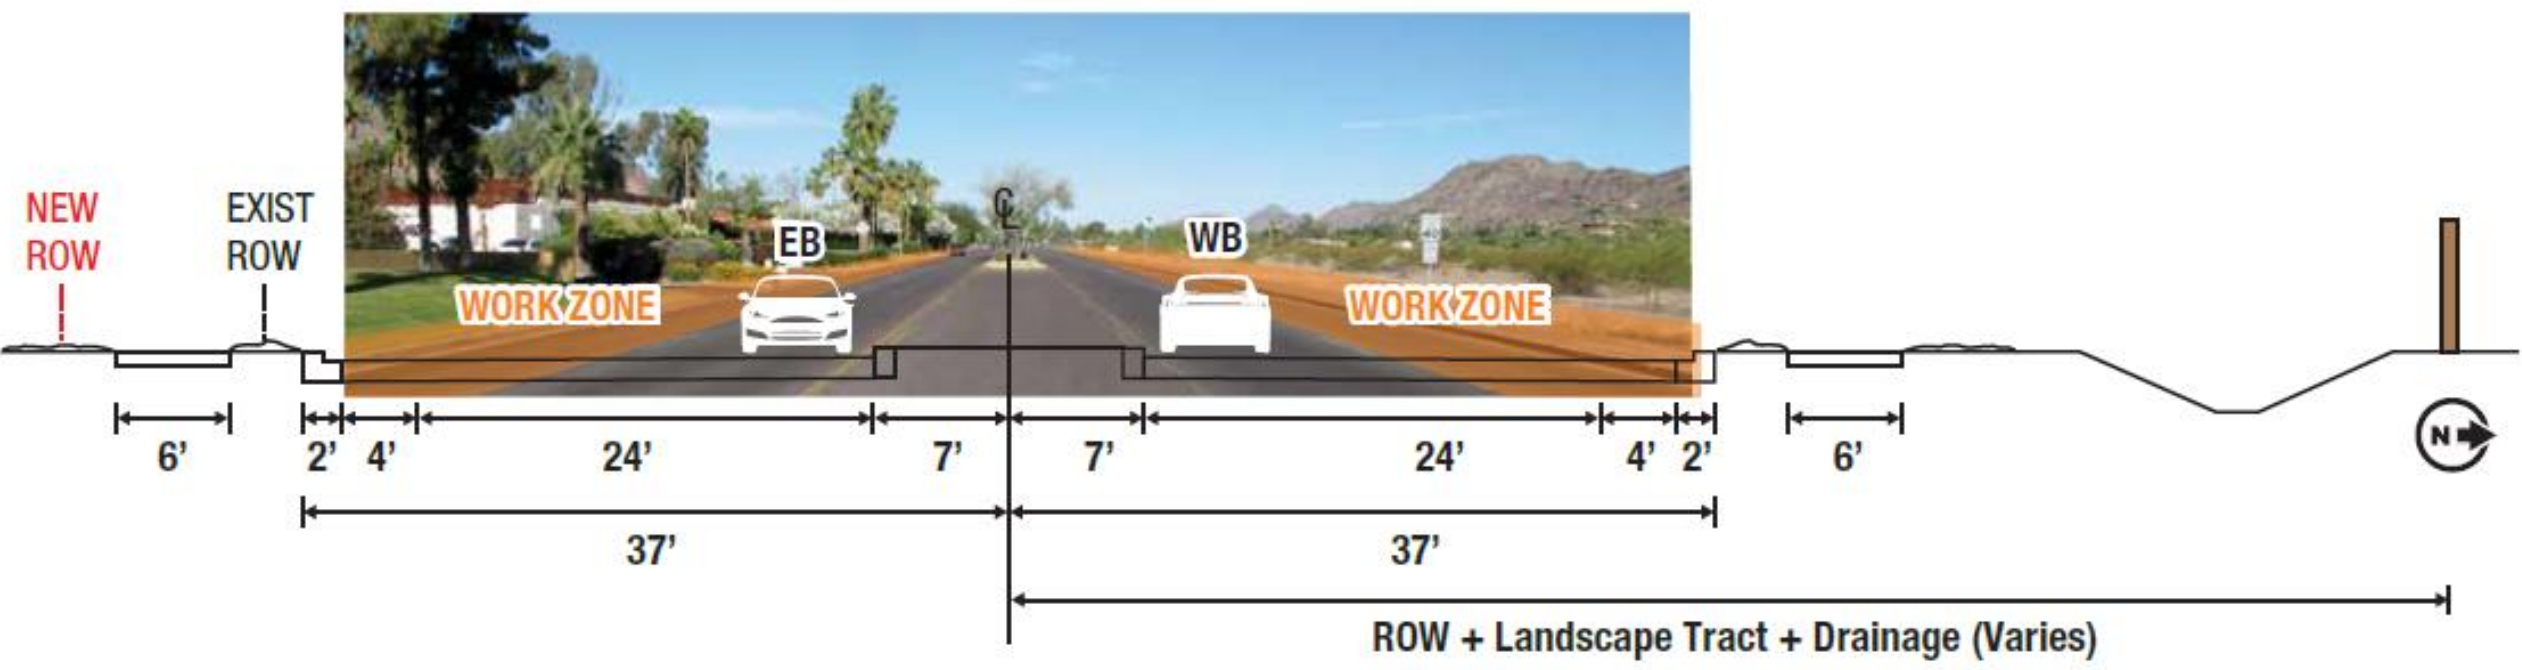 NEW
ROW
EXIST
ROW
EB
WB
WORK ZONE
WORK ZONE
6’
2’
4’
24’
7’
7’
24’
4’
2’
6’
N
37’
37’
ROW + Landscape Tract + Drainage (Varies)